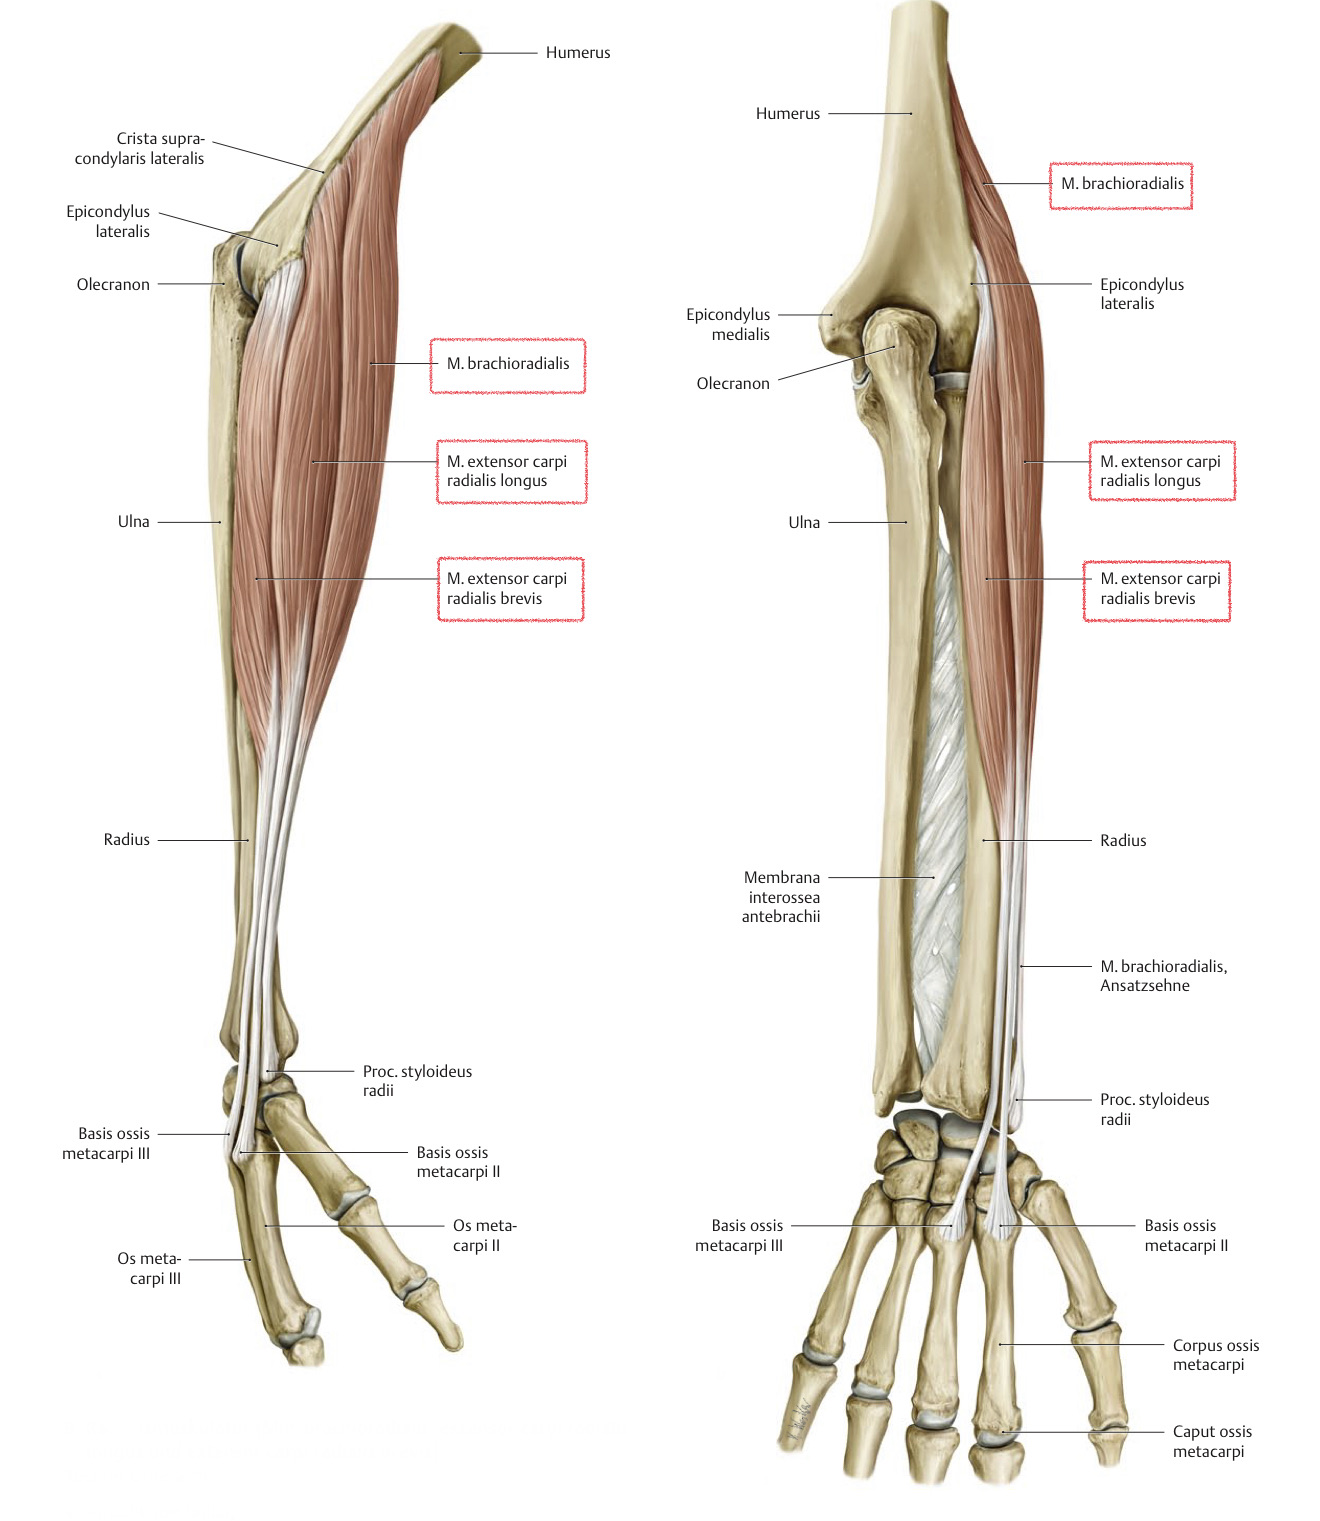 Humerus
Crista supra-
condylaris lateralis
Epicondylus
lateralis
Olecranon
M. brachioradialis
M. extensor carpi
radialis longus
Ulna
M. extensor carpi
radialis brevis
Radius
Proc. styloideus
radii
Basis ossis
metacarpi III
Basis ossis
metacarpi II
Os meta-
carpi II
Os meta-
carpi III
Humerus
M. brachioradialis
Epicondylus
lateralis
Epicondylus
medialis
Olecranon
M. extensor carpi
radialis longus
Ulna
M. extensor carpi
radialis brevis
Radius
Membrana
interossea
antebrachii
M. brachioradialis,
Ansatzsehne
Proc. styloideus
radii
Basis ossis
metacarpi III
Basis ossis
metacarpi II
Corpus ossis
metacarpi
Caput ossis
metacarpi